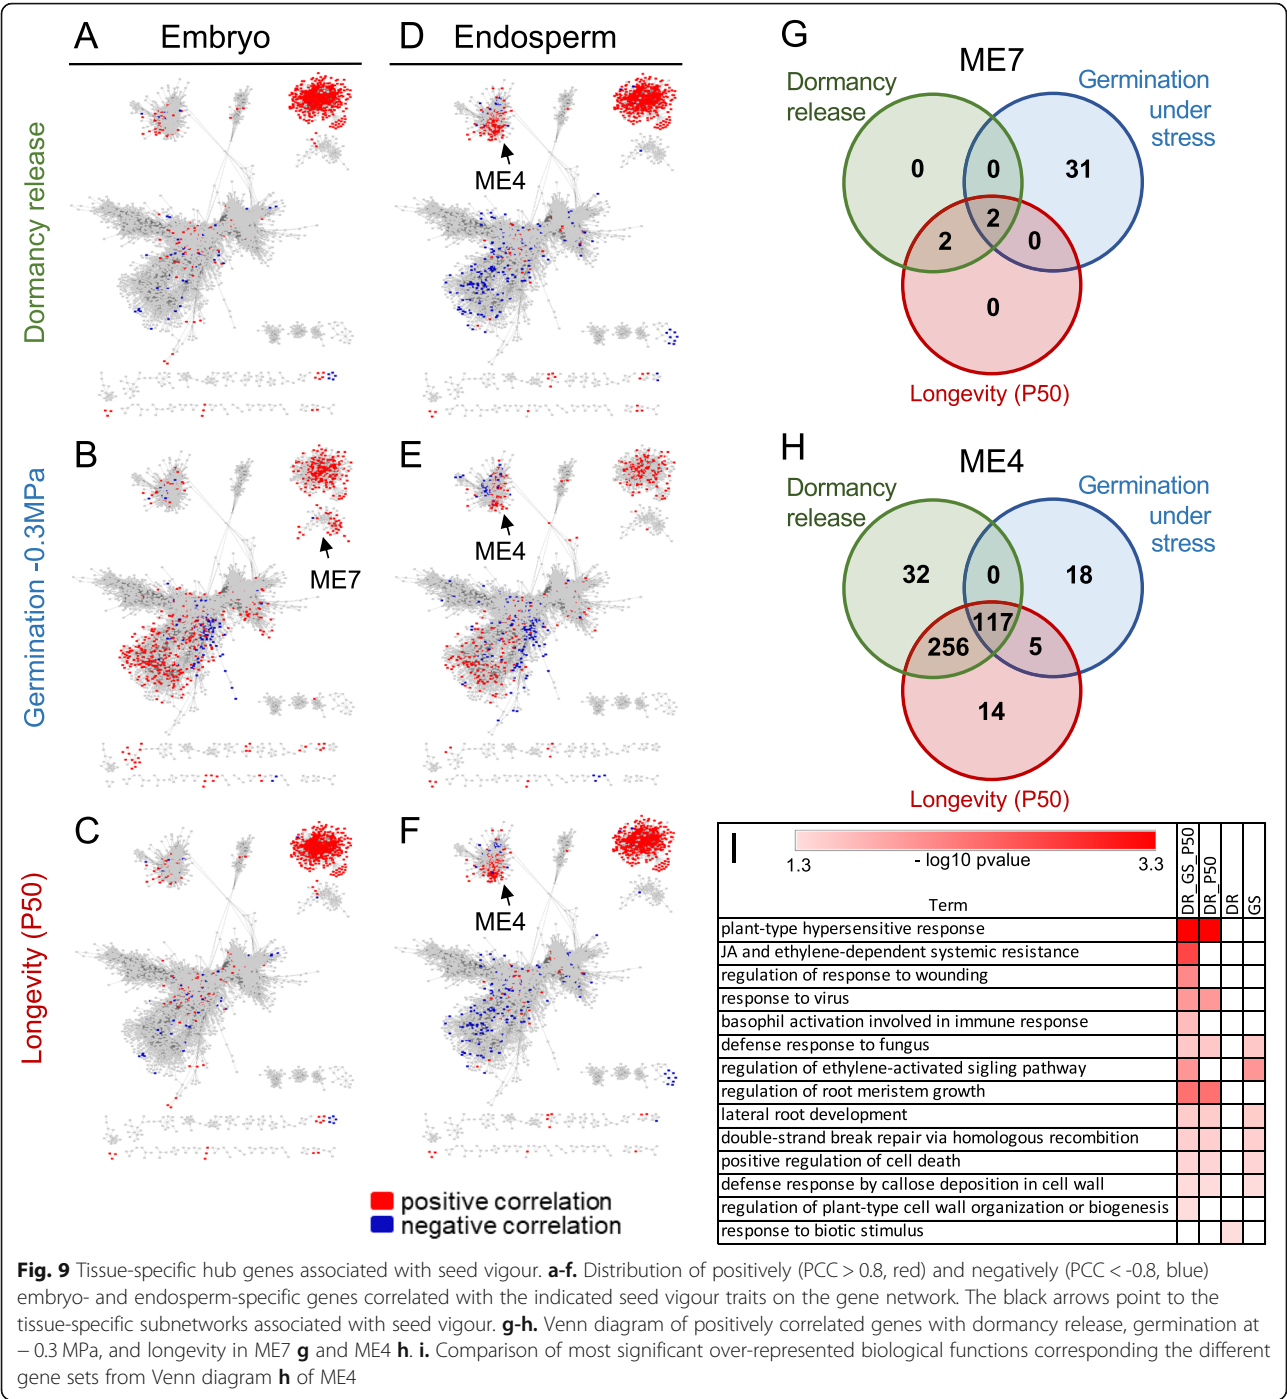 A
Embryo
D
Endosperm
Dormancy release
ME4
B
E
Germination -0.3MPa
ME7
ME4
C
F
Longevity (P50)
ME4
positive correlation
negative correlation
G
ME7
Dormancy
release
Germination
under
stress
0
0
31
2
2
0
0
Longevity (P50)
H
ME4
Dormancy
release
Germination
under
stress
32
0
18
117
256
5
14
Longevity (P50)
I
1.3
- log10 pvalue
3.3
Term
DR_GS_P50
DR_P50
DR
GS
plant-type hypersensitive response
JA and ethylene-dependent systemic resistance
regulation of response to wounding
response to virus
basophil activation involved in immune response
defense response to fungus
regulation of ethylene-activated sigling pathway
regulation of root meristem growth
lateral root development
double-strand break repair via homologous recombition
positive regulation of cell death
defense response by callose deposition in cell wall
regulation of plant-type cell wall organization or biogenesis
response to biotic stimulus
Fig. 9 Tissue-specific hub genes associated with seed vigour. a-f. Distribution of positively (PCC > 0.8, red) and negatively (PCC < -0.8, blue)
embryo- and endosperm-specific genes correlated with the indicated seed vigour traits on the gene network. The black arrows point to the
tissue-specific subnetworks associated with seed vigour. g-h. Venn diagram of positively correlated genes with dormancy release, germination at
− 0.3 MPa, and longevity in ME7 g and ME4 h. i. Comparison of most significant over-represented biological functions corresponding the different
gene sets from Venn diagram h of ME4